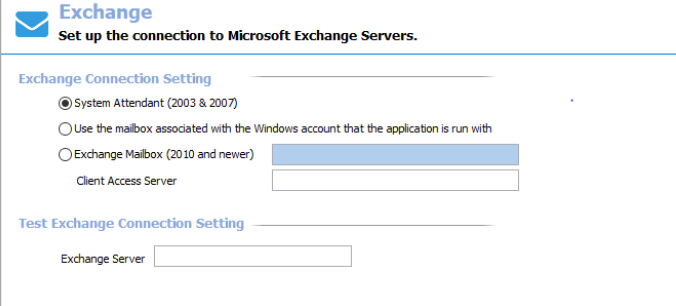 Exchange
Set up the connection to Microsoft Exchange Servers.
Exchange Connection Setting
System Attendant (2003 & 2007)
Use the mailbox associated with the Windows account that the application is run with
Exchange Mailbox (2010 and newer)
Client Access Server
Test Exchange Connection Setting
Exchange Server